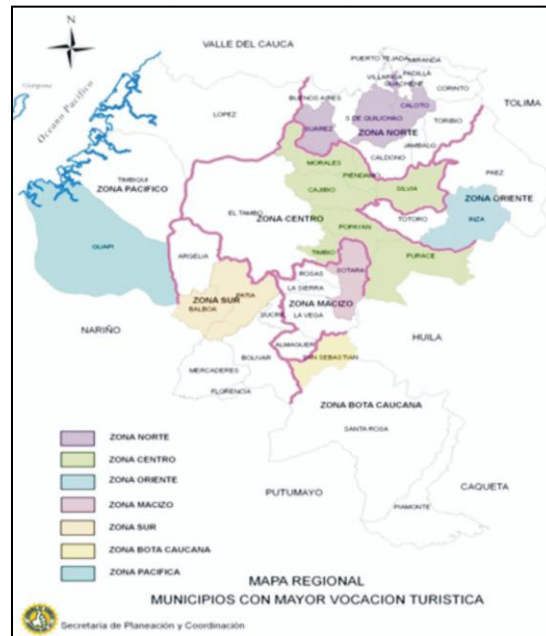 N
VALLE DEL CAUCA
Oceano Pacifico
PUERTO TEJADA
MIRANDA
PADILLA
VILLARICA
GUACHENE
CORINTO
CALOTO
TOLIMA
BUENOS AIRES
LOPEZ
S. DE QUILICHAO
TORIBIO
SUAREZ
ZONA NORTE
JAMBALO
MORALES
CALDONO
PIENDAMO
PAEZ
TIMBIQUI
ZONA PACIFICO
CAJIBIO
SILVIA
ZONA ORIENTE
EL TAMBO
ZONA CENTRO
TOTORO
INZA
POPAYAN
GUAPI
ARGELIA
TIMBIO
PURACE
ROSAS
SOTARA
LA SIERRA
ZONA SUR
PATIA
ZONA MACIZO
BALBOA
SUCRE
LA VEGA
NARIÑO
HUILA
ALMAGUER
BOLIVAR
SAN SEBASTIAN
MERCADERES
FLORENCIA
ZONA BOTA CAUCANA
SANTA ROSA
ZONA NORTE
ZONA CENTRO
ZONA ORIENTE
ZONA MACIZO
ZONA SUR
ZONA BOTA CAUCANA
ZONA PACIFICA
PUTUMAYO
CAQUETA
PIAMONTE
MAPA REGIONAL
MUNICIPIOS CON MAYOR VOCACION TURISTICA
Secretaria de Planeación y Coordinación